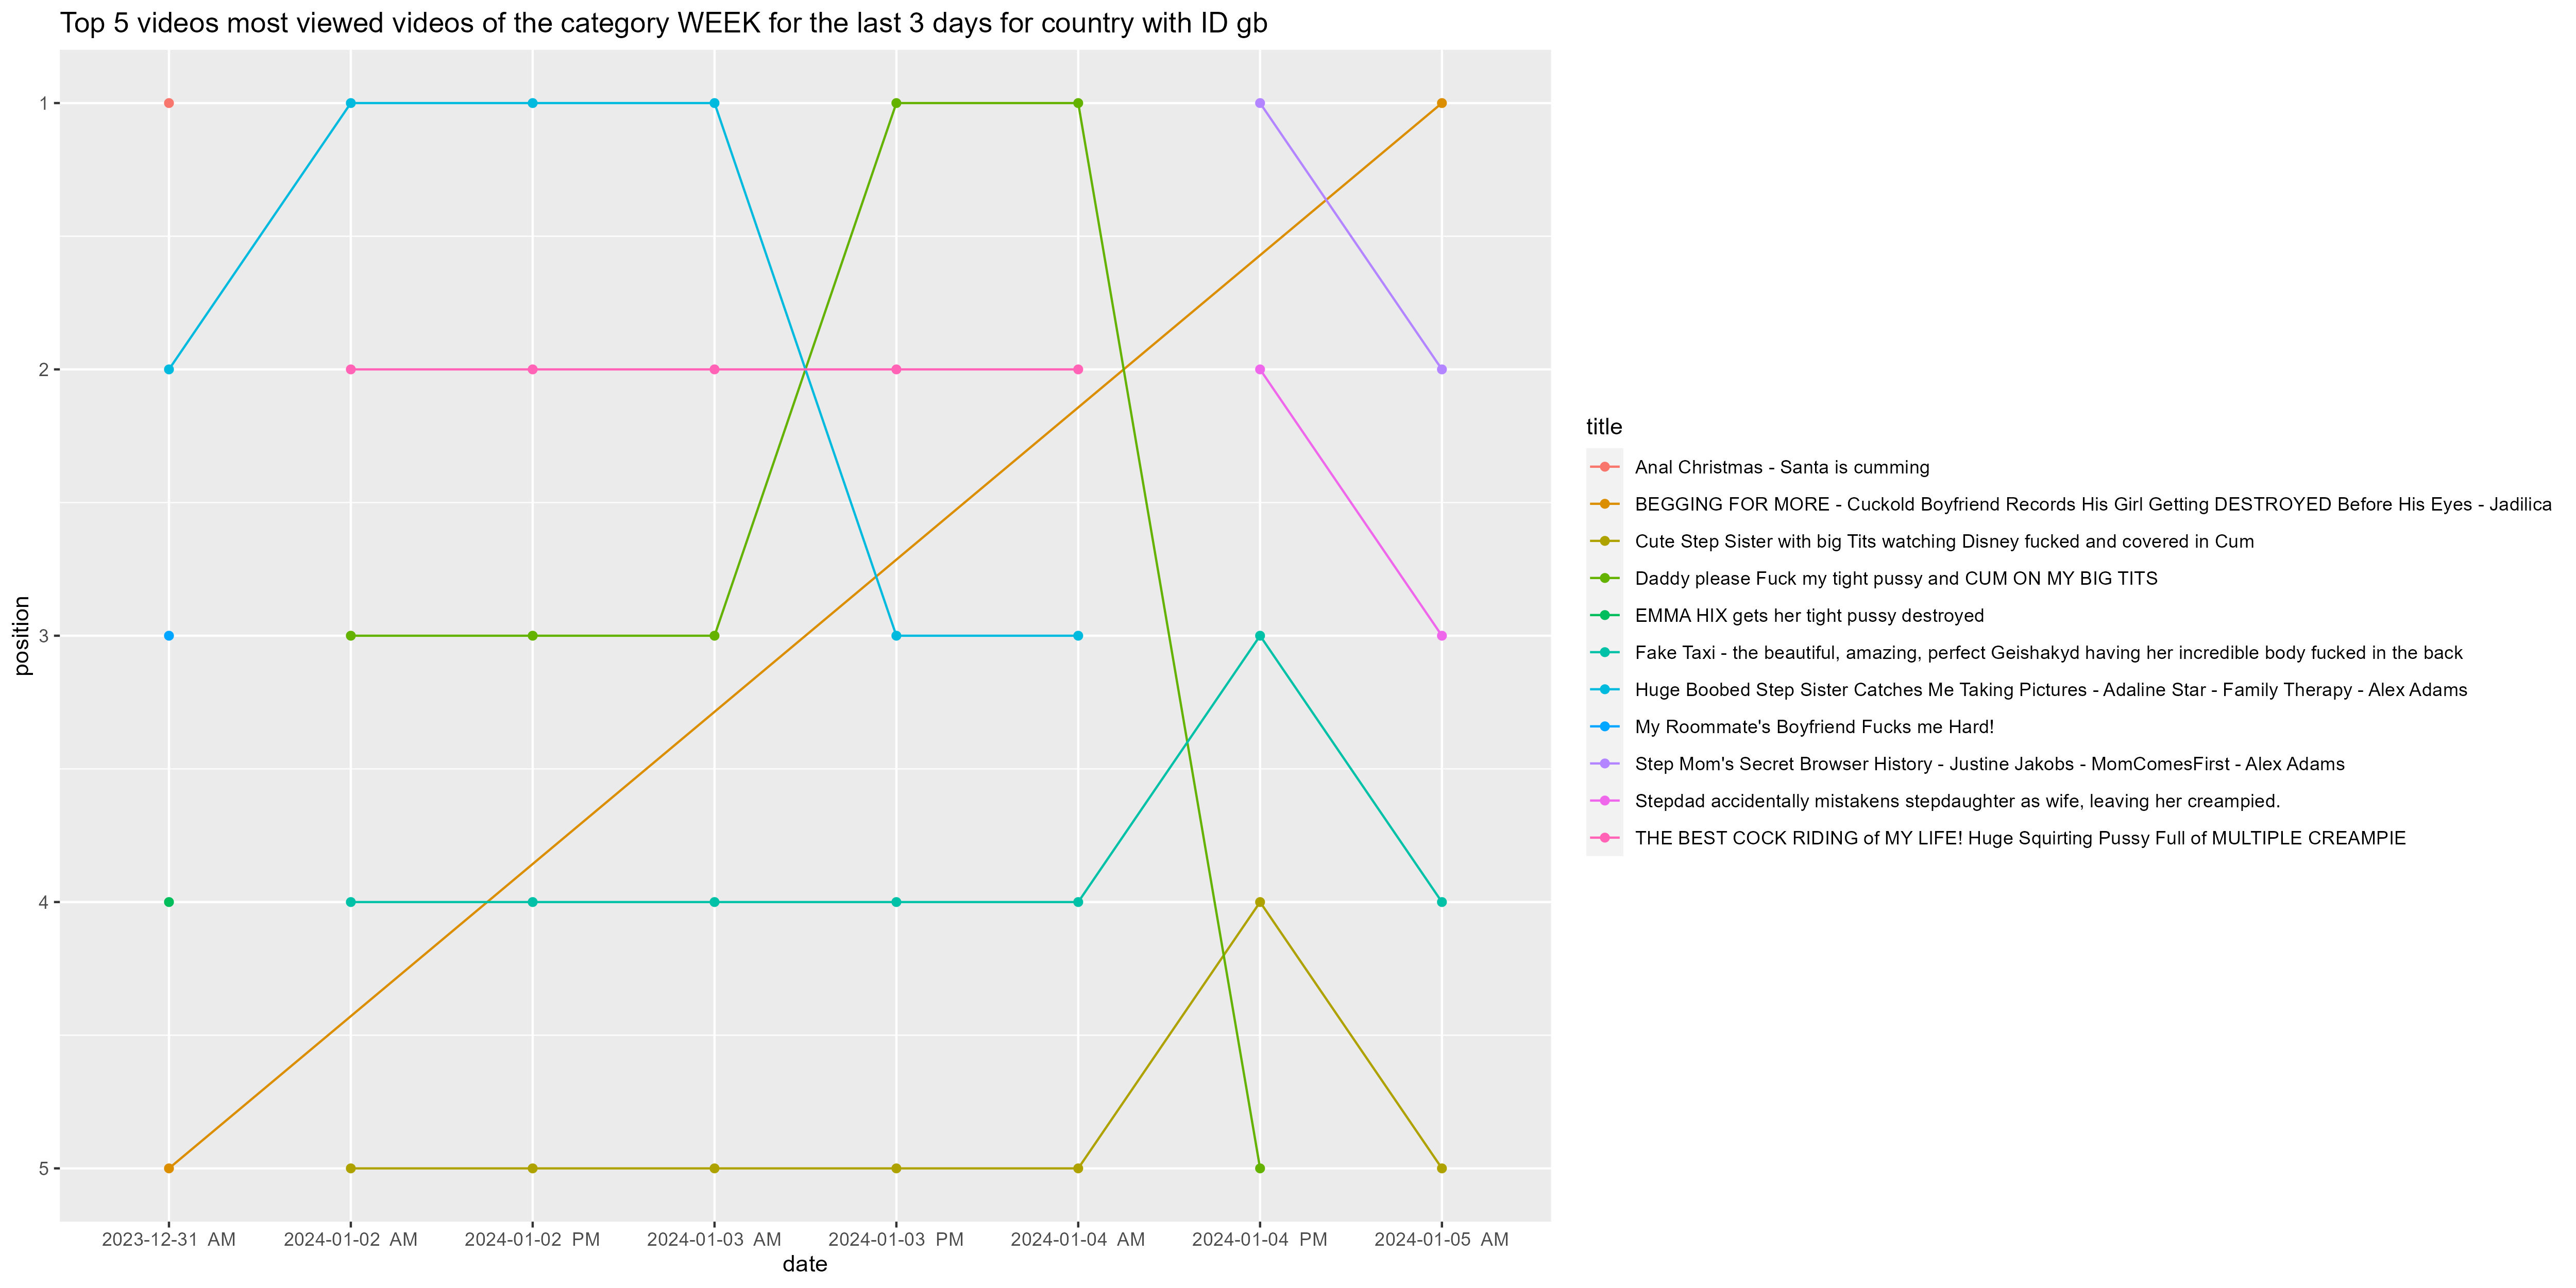 Top 5 videos most viewed videos of the category WEEK for the last 3 days for country with ID gb
1
2
3
4
5
position
2023-12-31 AM
2024-01-02 AM
2024-01-02 PM
2024-01-03 AM
2024-01-03 PM
2024-01-04 AM
2024-01-04 PM
2024-01-05 AM
date
title
Anal Christmas - Santa is cumming
BEGGING FOR MORE - Cuckold Boyfriend Records His Girl Getting DESTROYED Before His Eyes - Jadilica
Cute Step Sister with big Tits watching Disney fucked and covered in Cum
Daddy please Fuck my tight pussy and CUM ON MY BIG TITS
EMMA HIX gets her tight pussy destroyed
Fake Taxi - the beautiful, amazing, perfect Geishakyd having her incredible body fucked in the back
Huge Boobed Step Sister Catches Me Taking Pictures - Adaline Star - Family Therapy - Alex Adams
My Roommate's Boyfriend Fucks me Hard!
Step Mom's Secret Browser History - Justine Jakobs - MomComesFirst - Alex Adams
Stepdad accidentally mistakens stepdaughter as wife, leaving her creampied.
THE BEST COCK RIDING of MY LIFE! Huge Squirting Pussy Full of MULTIPLE CREAMPIE